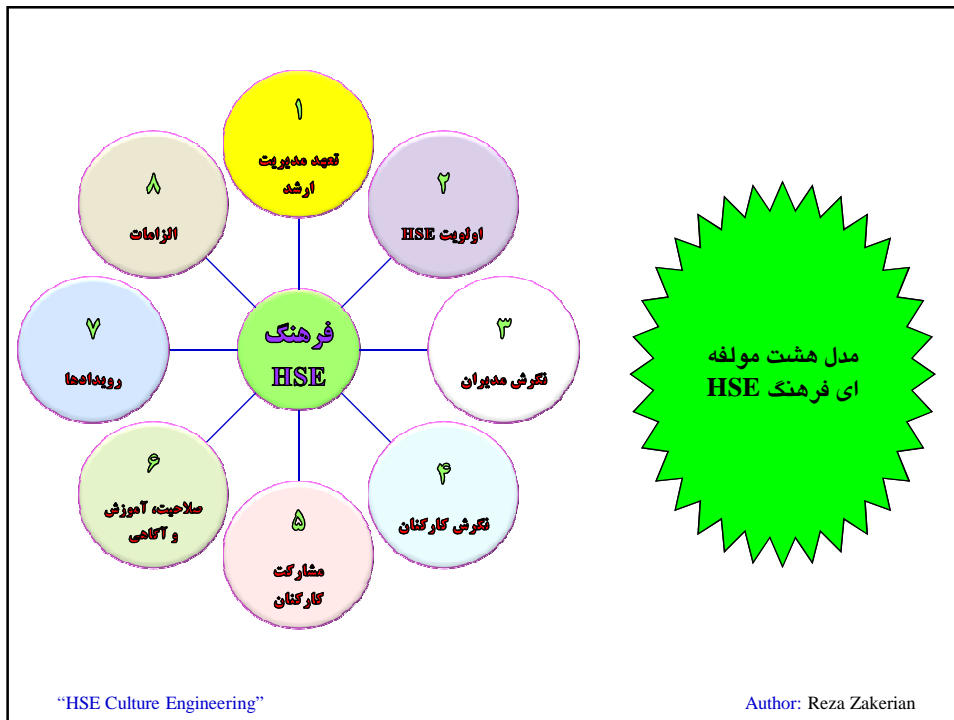 ۱
تعهد مدیریت
ارشد
۲
اولویت HSE
۳
نگرش مدیران
۴
نگرش کارکنان
۵
مشارکت
کارکنان
۶
صلاحیت، آموزش
و آگاهی
۷
رویدادها
۸
الزامات
فرهنگ
HSE
مدل هشت مولفه
ای فرهنگ HSE
“HSE Culture Engineering”
Author: Reza Zakerian